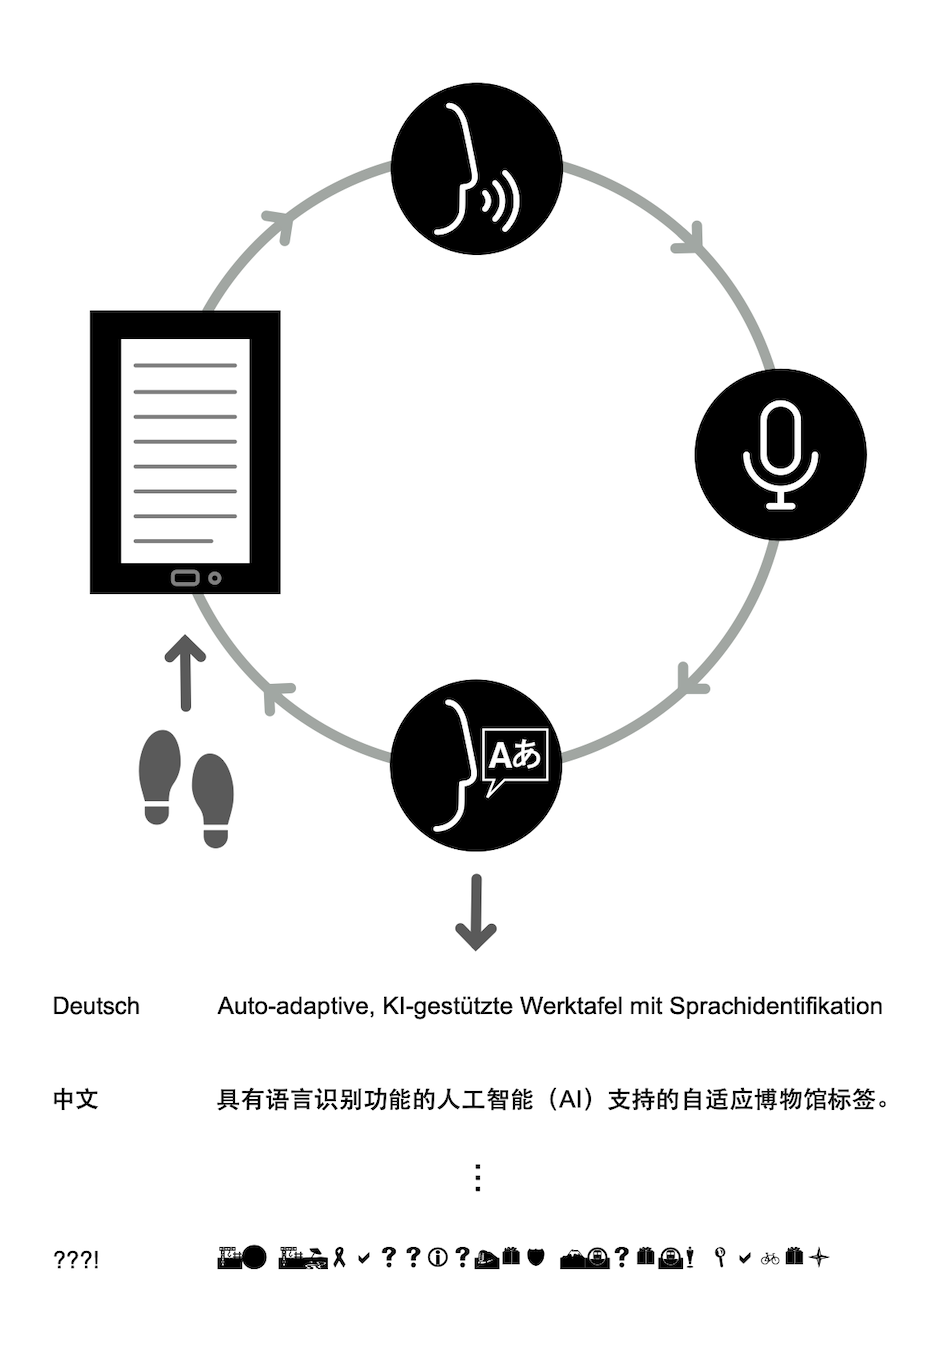 Aあ
Deutsch Auto-adaptive, KI-gestützte Werktafel mit Sprachidentifikation
中文 具有语言识别功能的人工智能（AI）支持的自适应博物馆标签。
⋮
???!